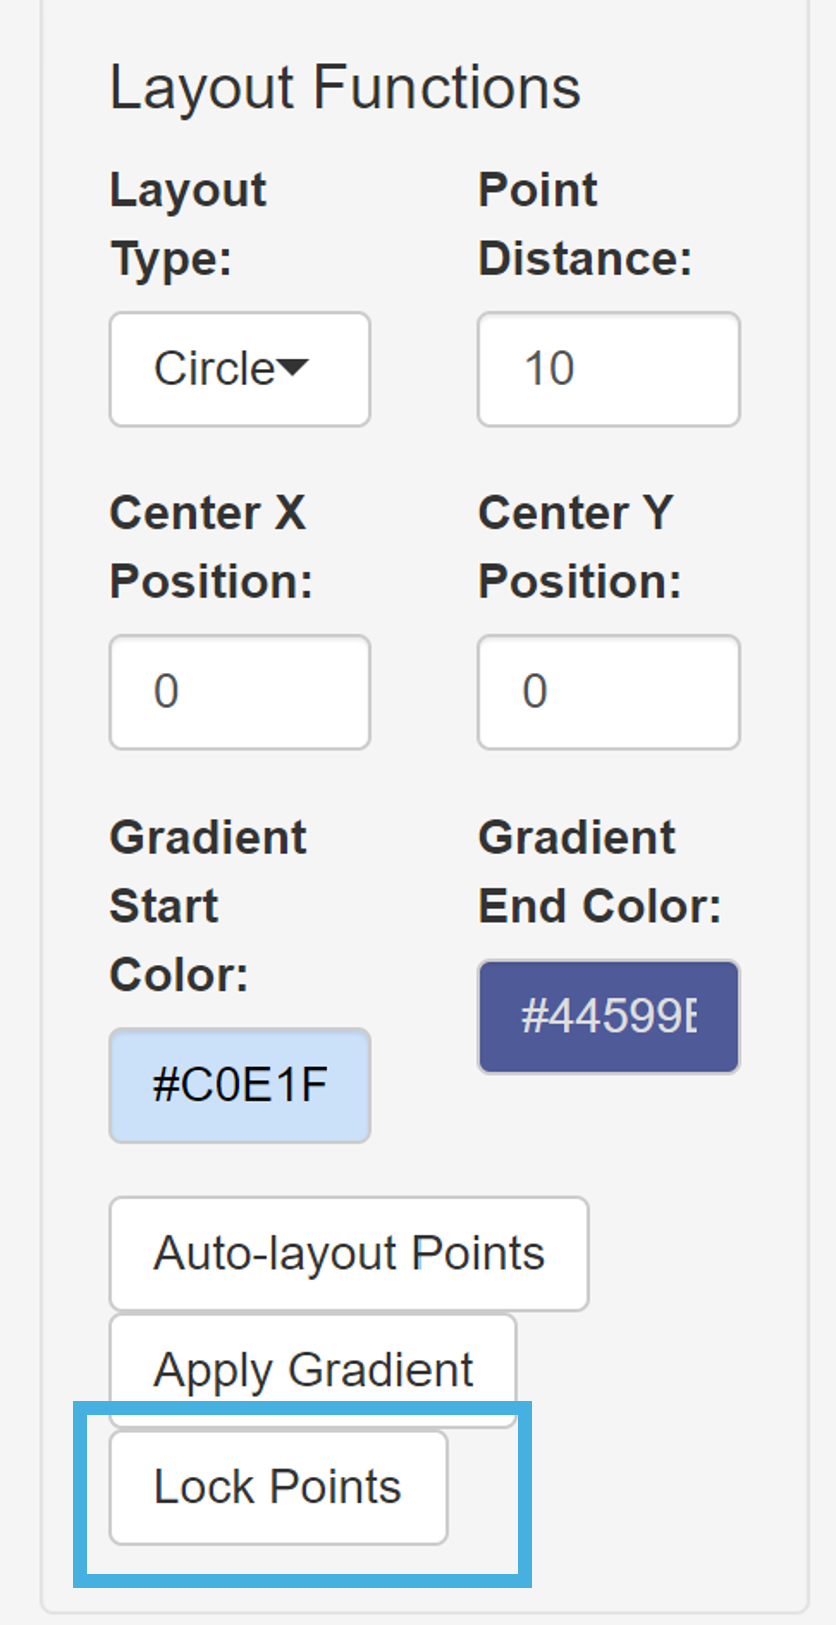 Layout Functions
Layout
Type:
Point
Distance:
Circle
10
Center X
Position:
Center Y
Position:
0
0
Gradient
Start
Color:
Gradient
End Color:
#C0E1F
#44599
Auto-layout Points
Apply Gradient
Lock Points